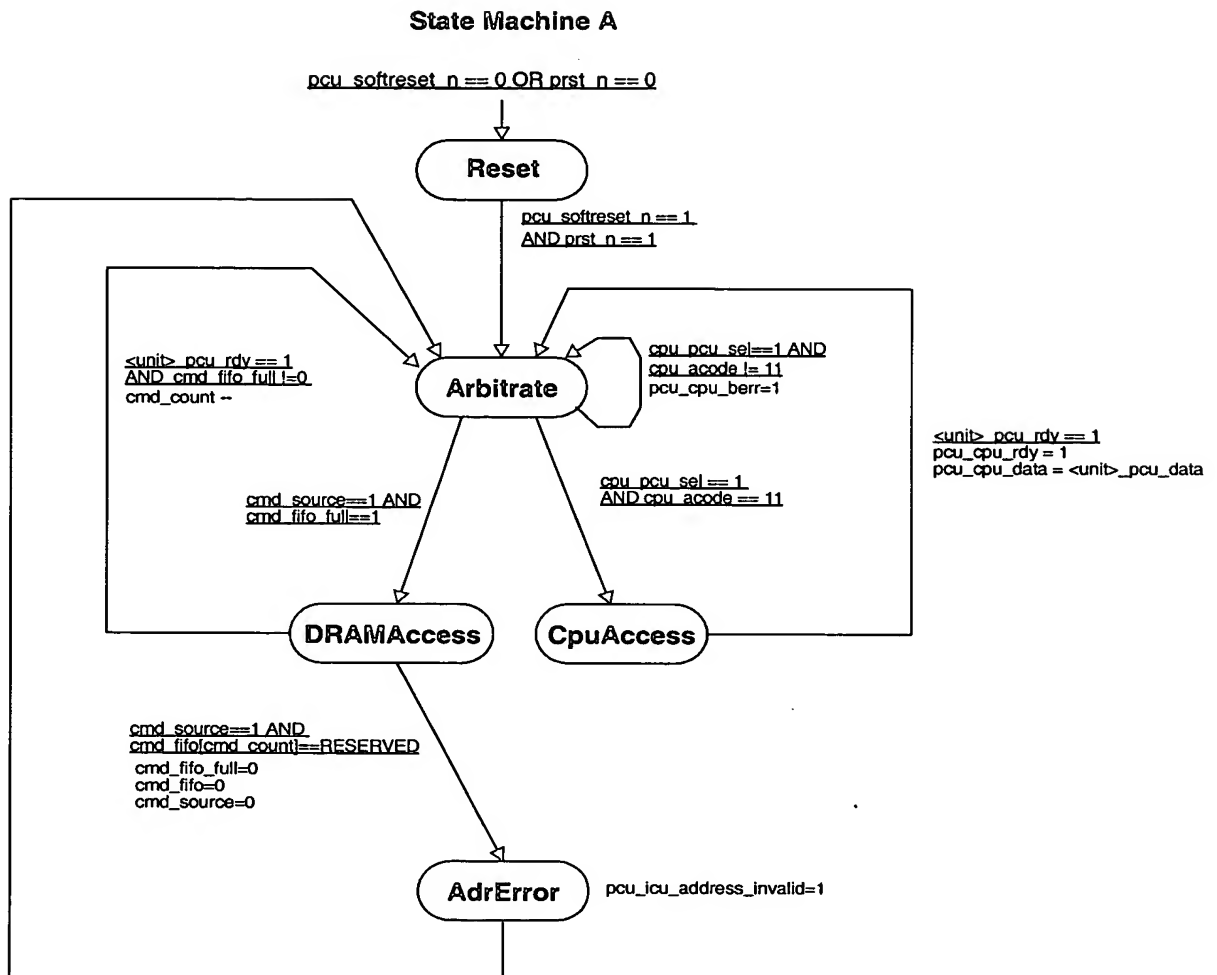 State Machine A
pcu_softreset_n == 0 OR prst_n == 0
Reset
pcu_softreset_n == 1
AND prst_n == 1
<unit>_pcu_rdy == 1
AND cmd_fifo_full !=0
cmd_count --
Arbitrate
cpu_pcu_sel==1 AND
cpu_acode != 11
pcu_cpu_berr=1
<unit>_pcu_rdy == 1
pcu_cpu_rdy = 1
pcu_cpu_data = <unit>_pcu_data
cmd_source==1 AND
cmd_fifo_full==1
cpu_pcu_sel == 1
AND cpu_acode == 11
DRAMAccess
CpuAccess
cmd_source==1 AND
cmd_fifo[cmd_count]==RESERVED
cmd_fifo_full=0
cmd_fifo=0
cmd_source=0
AdrError
pcu_icu_address_invalid=1